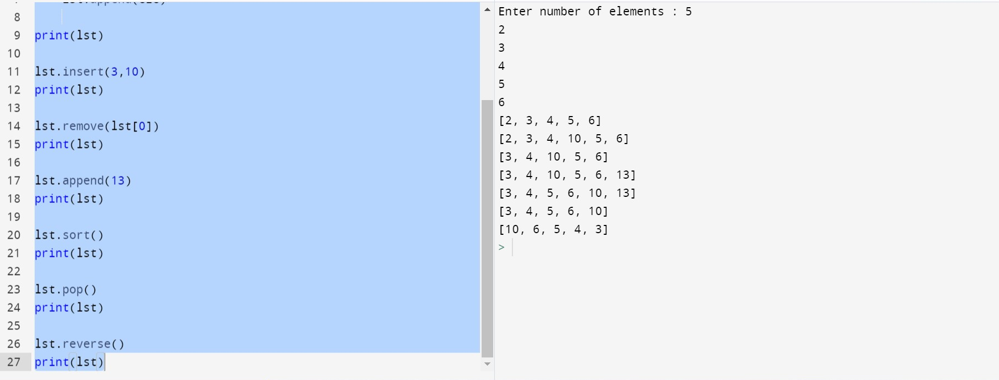 8
9 print(lst)
10
11 lst.insert(3,10)
12 print(lst)
13
14 lst.remove(lst[0])
15 print(lst)
16
17 lst.append(13)
18 print(lst)
19
20 lst.sort()
21 print(lst)
22
23 lst.pop()
24 print(lst)
25
26 lst.reverse()
27 print(lst)
Enter number of elements : 5
2
3
4
5
6
[2, 3, 4, 5, 6]
[2, 3, 4, 10, 5, 6]
[3, 4, 10, 5, 6]
[3, 4, 10, 5, 6, 13]
[3, 4, 5, 6, 10, 13]
[3, 4, 5, 6, 10]
[10, 6, 5, 4, 3]
>